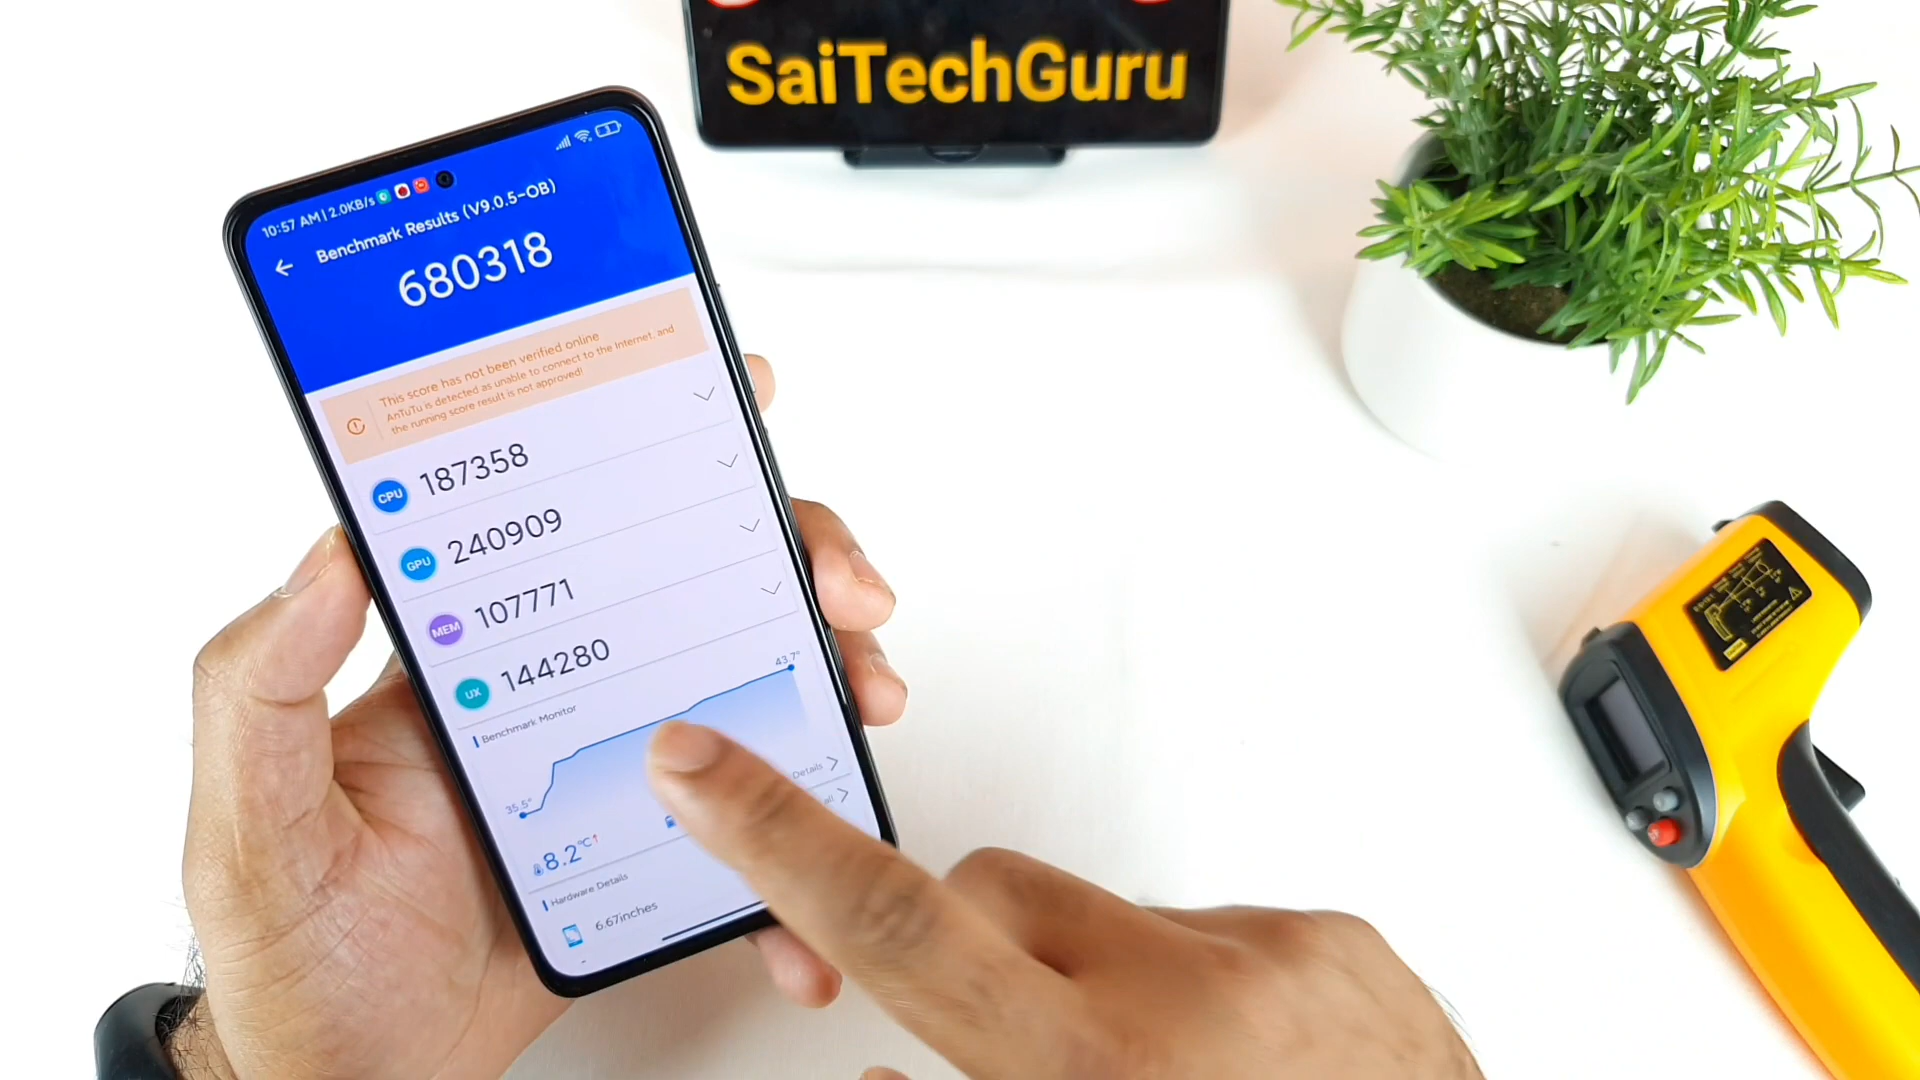 SaiTechGuru
10:57 AM | 2.0KB/s
Benchmark Results (V9.0.5-OB)
680318
This score has not been verified online
AnTuTu is detected as unable to connect to the Internet, and
the running score result is not approved!
CPU 187358
GPU 240909
MEM 107771
UX 144280
Benchmark Monitor
43.7°
35.5°
Details
all
8.2°C↑
Hardware Details
6.67inches